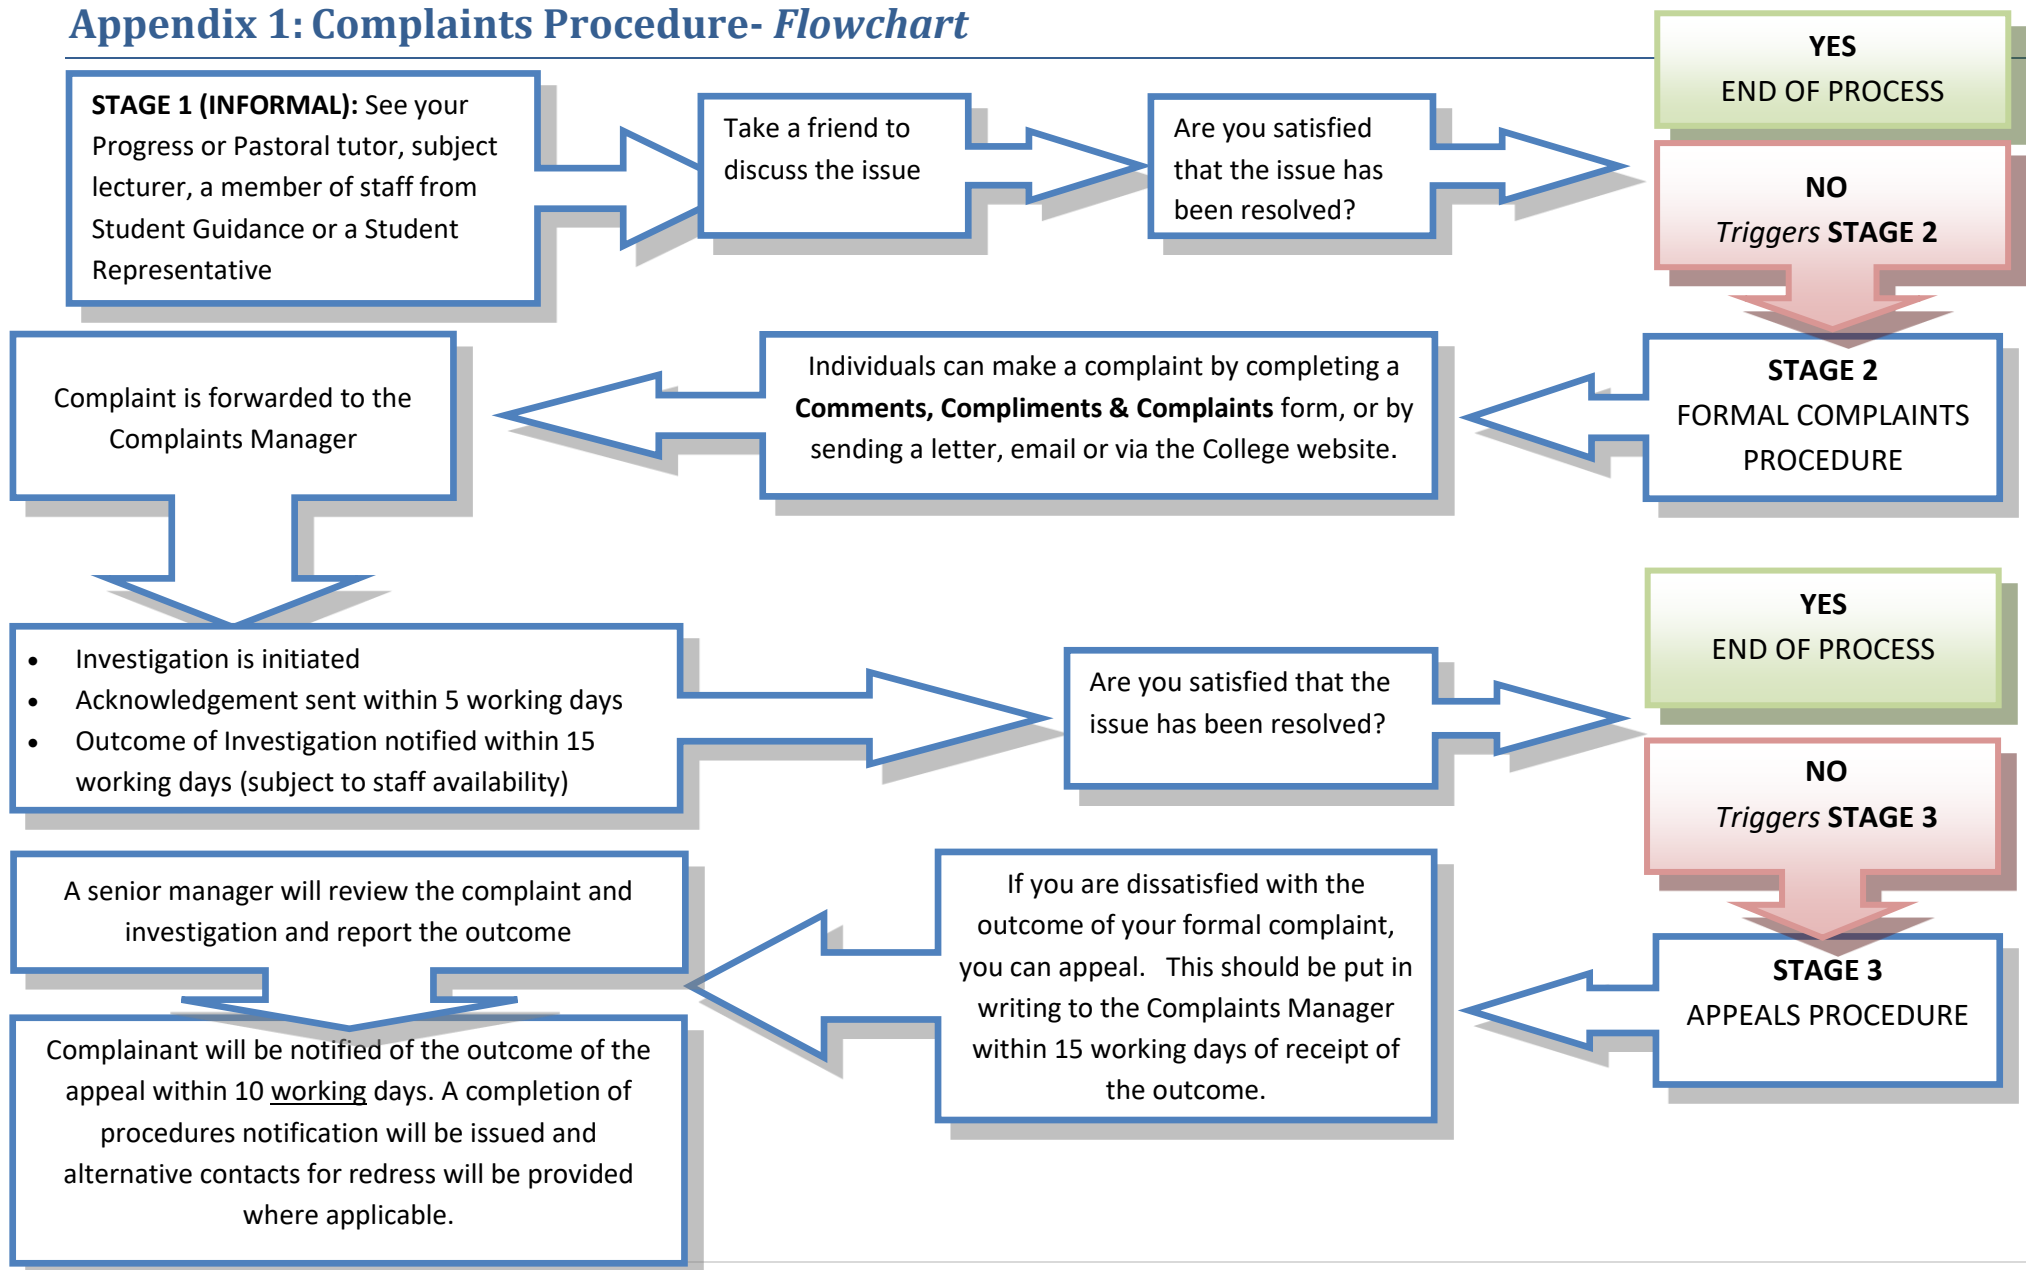 Appendix 1: Complaints Procedure- Flowchart
STAGE 1 (INFORMAL): See your
Progress or Pastoral tutor, subject
lecturer, a member of staff from
Student Guidance or a Student
Representative
Take a friend to
discuss the issue
Are you satisfied
that the issue has
been resolved?
YES
END OF PROCESS
NO
Triggers STAGE 2
STAGE 2
FORMAL COMPLAINTS
PROCEDURE
Individuals can make a complaint by completing a
Comments, Compliments & Complaints form, or by
sending a letter, email or via the College website.
Complaint is forwarded to the
Complaints Manager
• Investigation is initiated
• Acknowledgement sent within 5 working days
• Outcome of Investigation notified within 15
working days (subject to staff availability)
Are you satisfied that the
issue has been resolved?
YES
END OF PROCESS
NO
Triggers STAGE 3
STAGE 3
APPEALS PROCEDURE
If you are dissatisfied with the
outcome of your formal complaint,
you can appeal.   This should be put in
writing to the Complaints Manager
within 15 working days of receipt of
the outcome.
A senior manager will review the complaint and
investigation and report the outcome
Complainant will be notified of the outcome of the
appeal within 10 working days. A completion of
procedures notification will be issued and
alternative contacts for redress will be provided
where applicable.